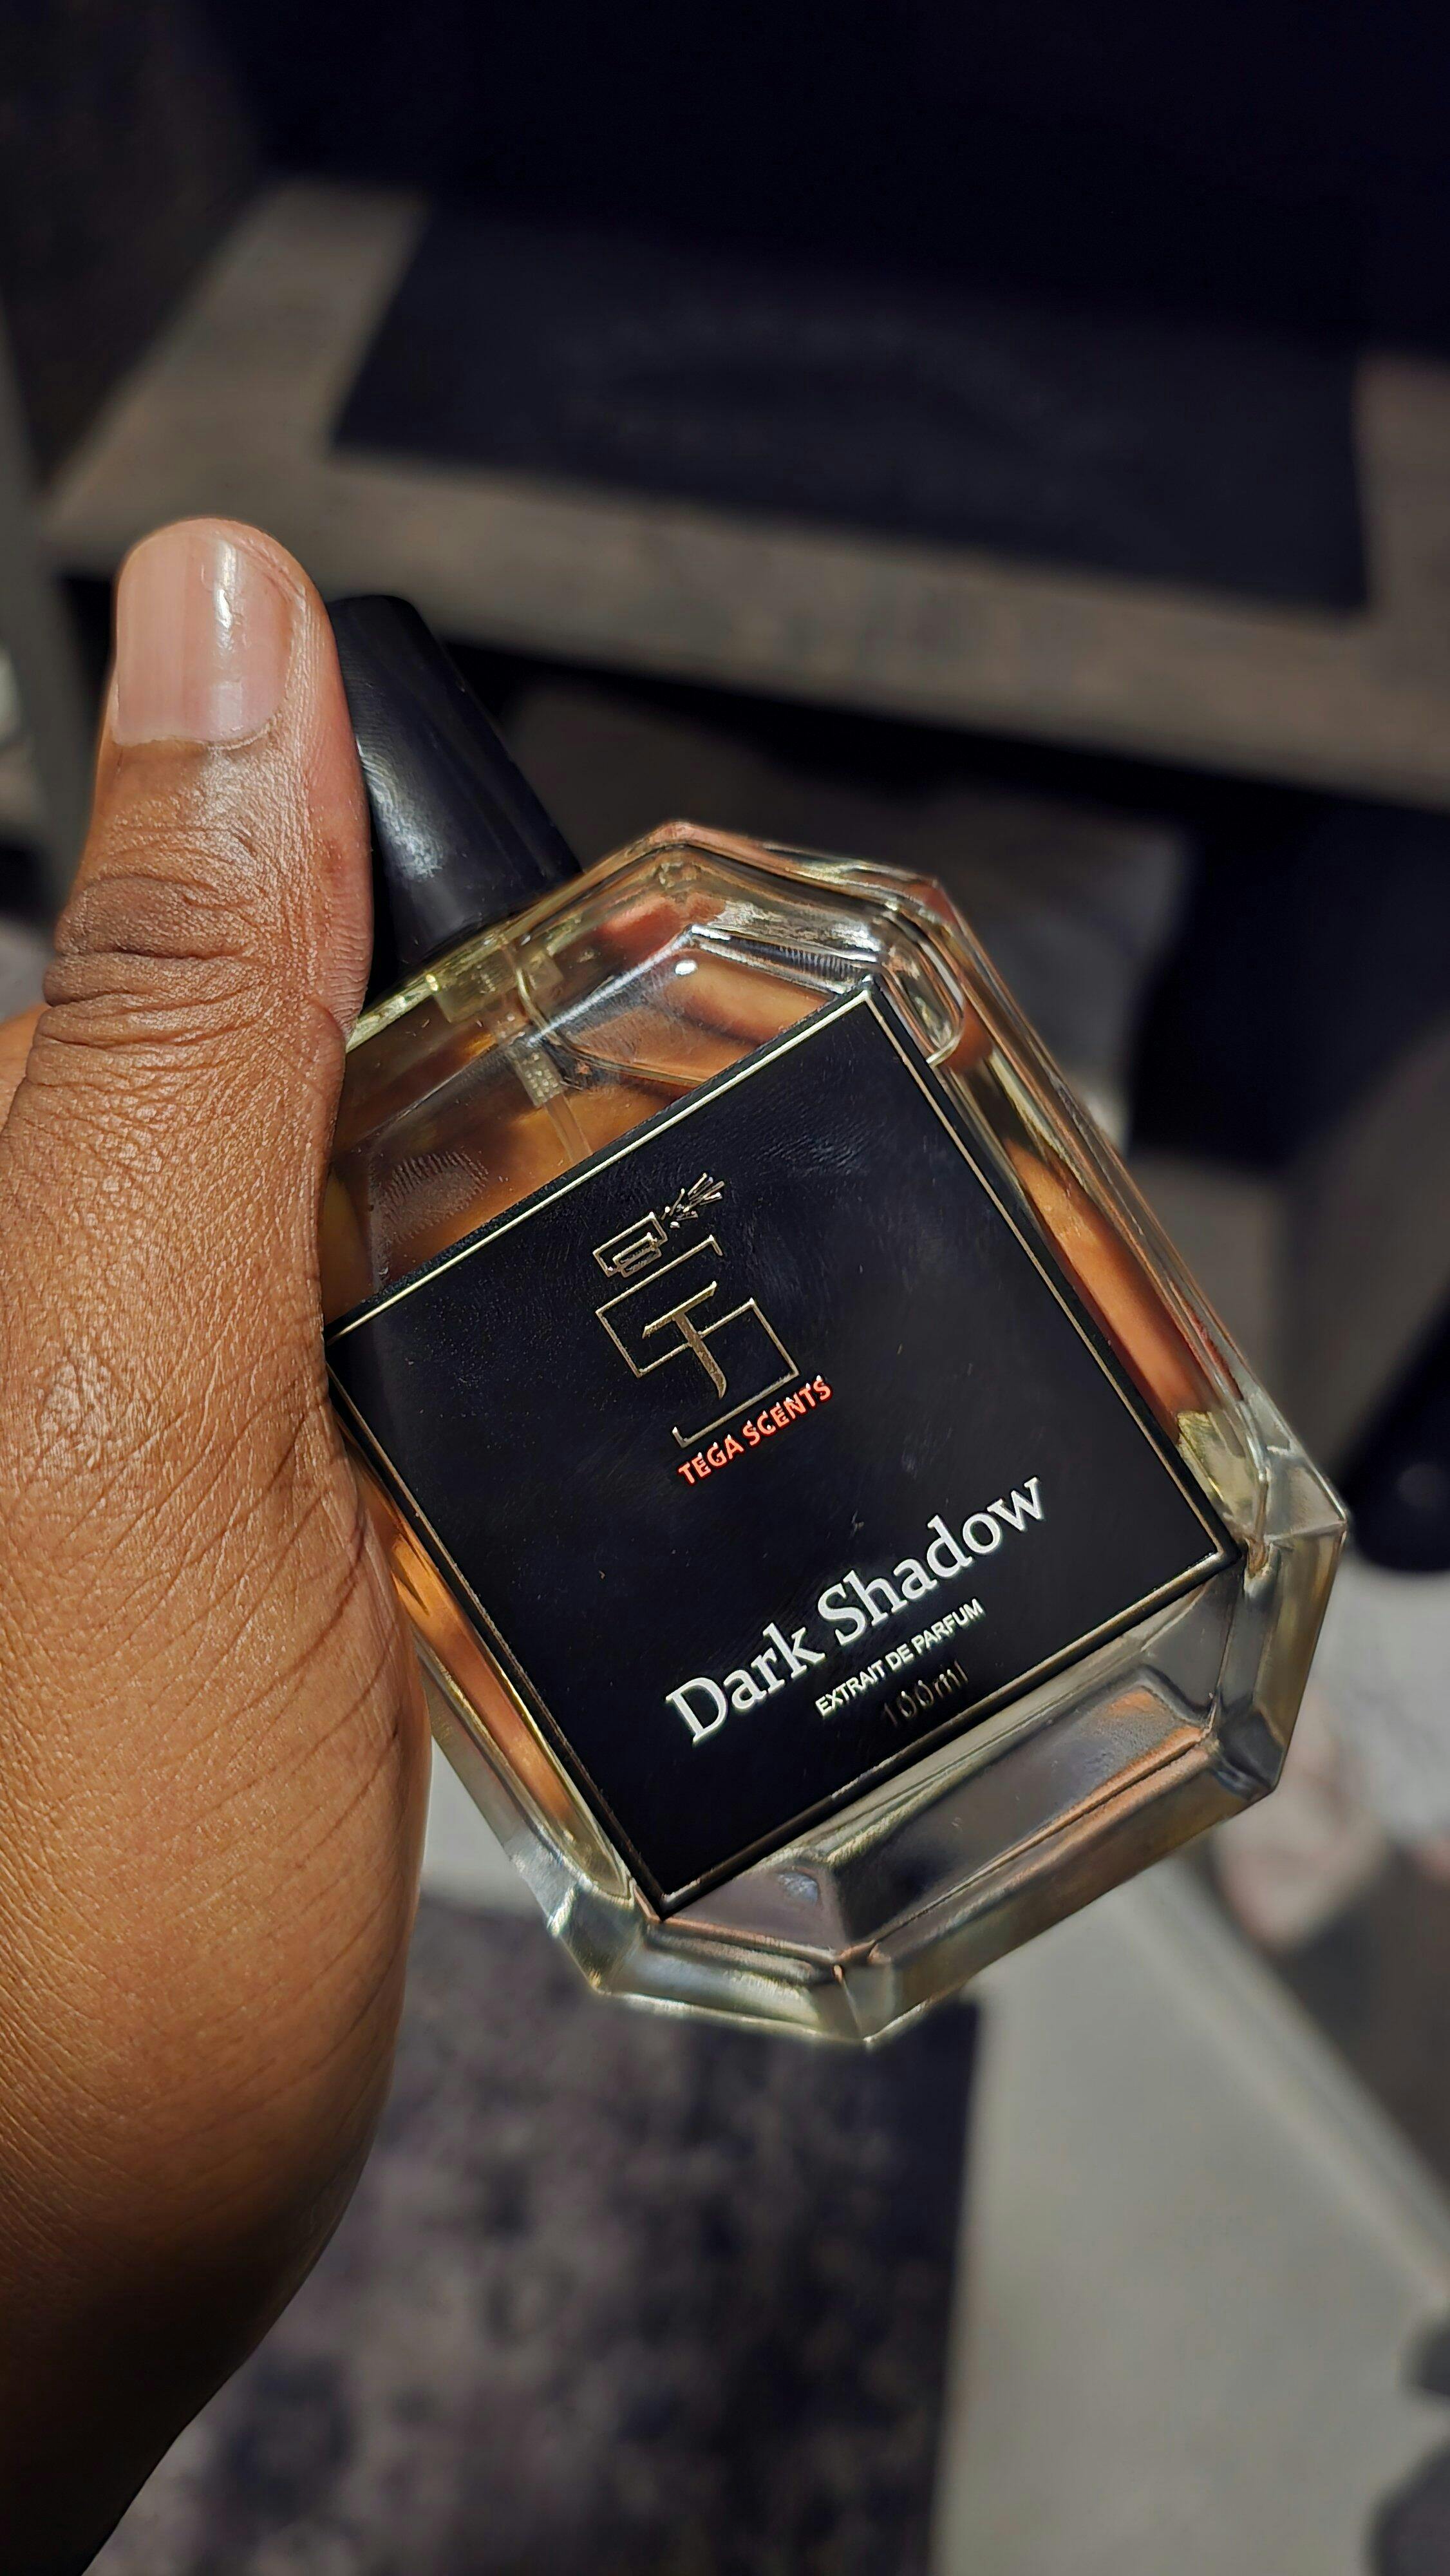 TEGA SCENTS
Dark Shadow
EXTRAIT DE PARFUM
100ml